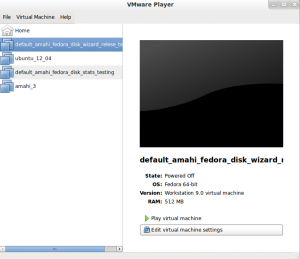 VMware Player
File Virtual Machine Help
Home
default_amahi_fedora_disk_wizard_relese_te
ubuntu_12_04
default_amahi_fedora_disk_stats_testing
amahi_3
default_amahi_fedora_disk_wizard_r
State: Powered Off
OS: Fedora 64-bit
Version: Workstation 9.0 virtual machine
RAM: 512 MB
Play virtual machine
Edit virtual machine settings